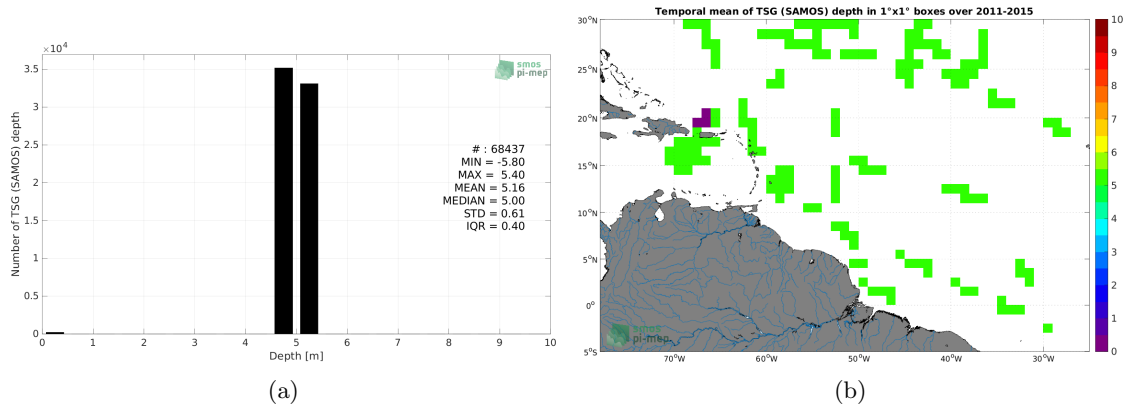 ×10⁴
3.5
3
2.5
2
1.5
1
0.5
0
Number of TSG (SAMOS) depth
0 1 2 3 4 5 6 7 8 9 10
Depth [m]
smos
pi-mep
# : 68437
MIN = -5.80
MAX = 5.40
MEAN = 5.16
MEDIAN = 5.00
STD = 0.61
IQR = 0.40
(a)
Temporal mean of TSG (SAMOS) depth in 1°x1° boxes over 2011-2015
30°N
25°N
20°N
15°N
10°N
5°N
0°
5°S
70°W 60°W 50°W 40°W 30°W
smos
pi-mep
10
9
8
7
6
5
4
3
2
1
0
(b)